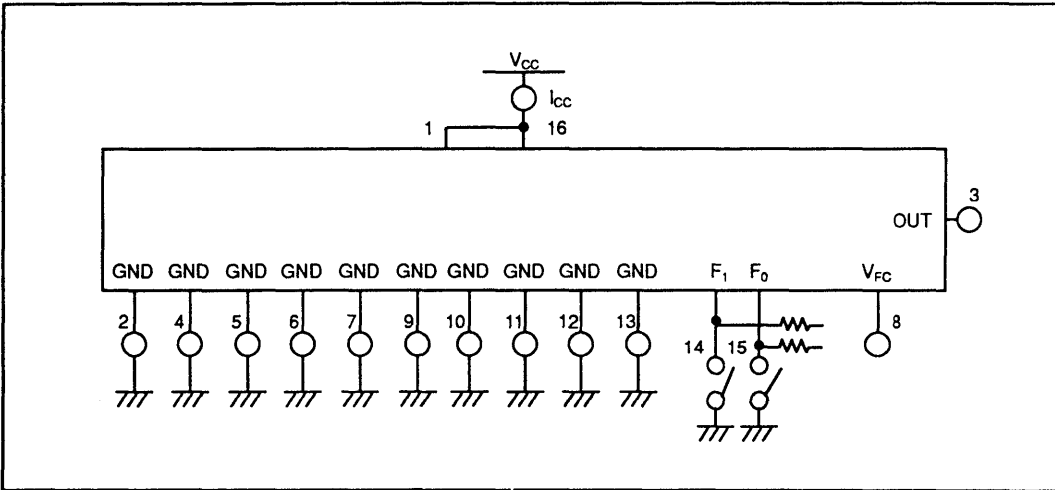 V_CC
I_CC
1 16
3
OUT
GND GND GND GND GND GND GND GND GND GND F_1 F_0 V_FC
2 4 5 6 7 9 10 11 12 13 8
14 15